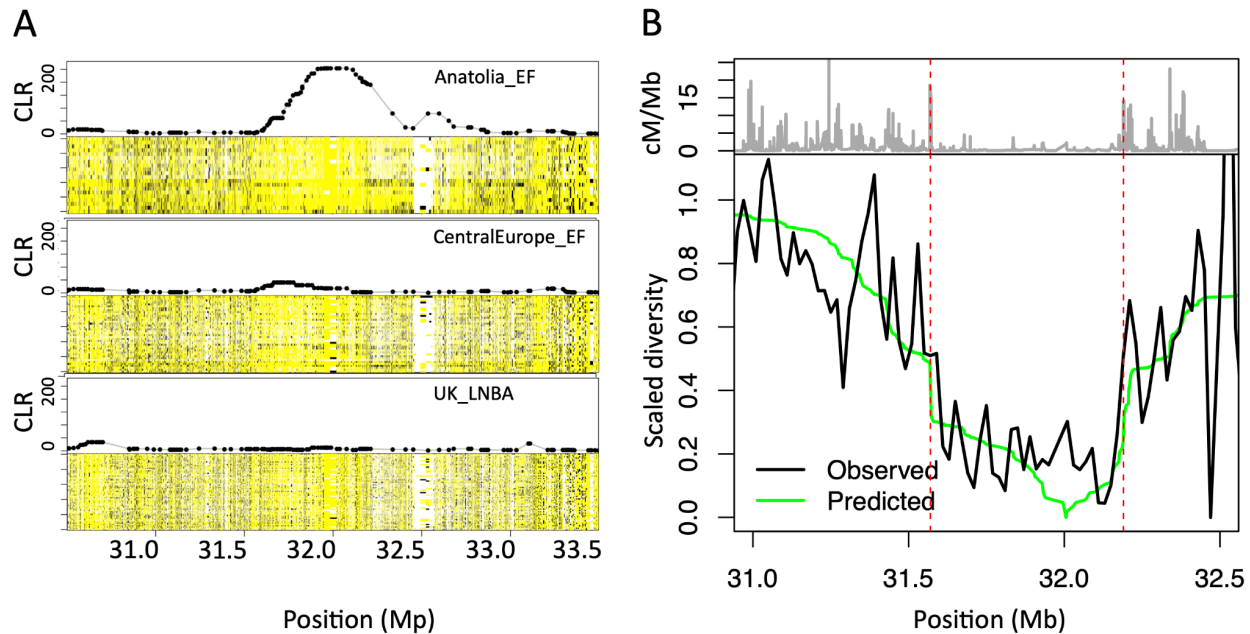 A
CLR
0
200
Anatolia_EF
CLR
0
200
CentralEurope_EF
CLR
0
200
UK_LNBA
31.0 31.5 32.0 32.5 33.0 33.5
Position (Mp)
B
cM/Mb
0
15
Scaled diversity
0.0 0.2 0.4 0.6 0.8 1.0
Observed
Predicted
31.0 31.5 32.0 32.5
Position (Mb)